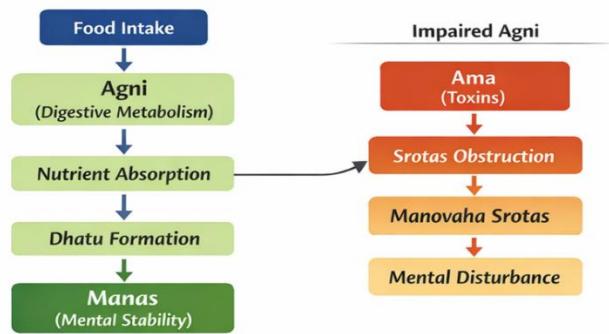 Food Intake
Agni
(Digestive Metabolism)
Nutrient Absorption
Dhatu Formation
Manas
(Mental Stability)
Impaired Agni
Ama
(Toxins)
Srotas Obstruction
Manovaha Srotas
Mental Disturbance